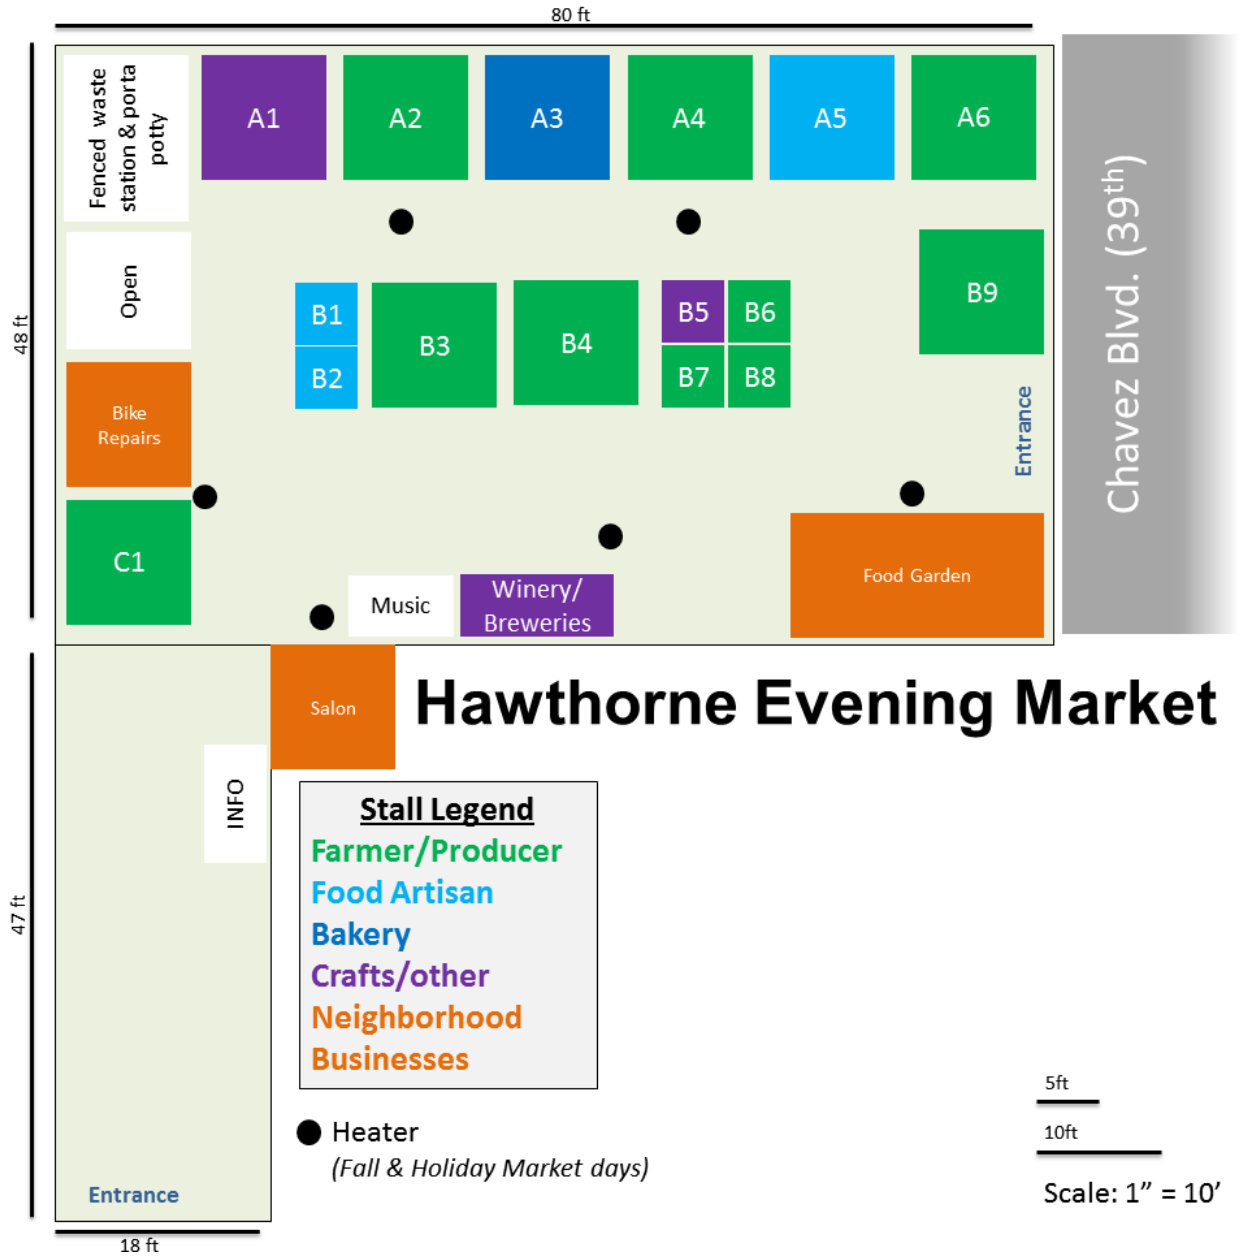 80 ft
Fenced waste
station & porta
potty
A1
A2
A3
A4
A5
A6
Chavez Blvd. (39th)
48 ft
Open
B1
B2
B3
B4
B5
B6
B7
B8
B9
Bike
Repairs
Entrance
C1
Music
Winery/
Breweries
Food Garden
Salon
Hawthorne Evening Market
INFO
47 ft
Stall Legend
Farmer/Producer
Food Artisan
Bakery
Crafts/other
Neighborhood
Businesses
Heater
(Fall & Holiday Market days)
5ft
10ft
Scale: 1” = 10’
Entrance
18 ft